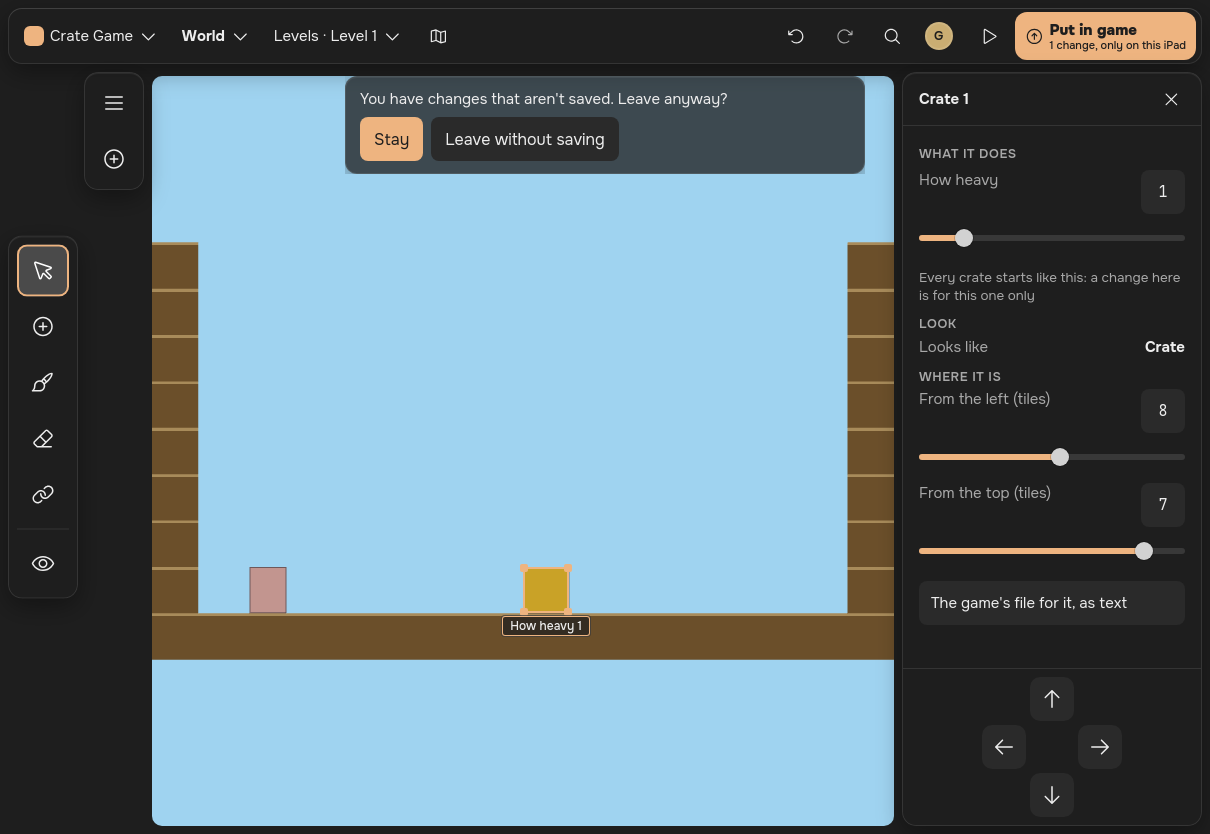 Crate Game
World
Levels · Level 1
G
Put in game
1 change, only on this iPad
You have changes that aren't saved. Leave anyway?
Stay
Leave without saving
How heavy 1
Crate 1
WHAT IT DOES
How heavy
1
Every crate starts like this: a change here
is for this one only
LOOK
Looks like
Crate
WHERE IT IS
From the left (tiles)
8
From the top (tiles)
7
The game's file for it, as text